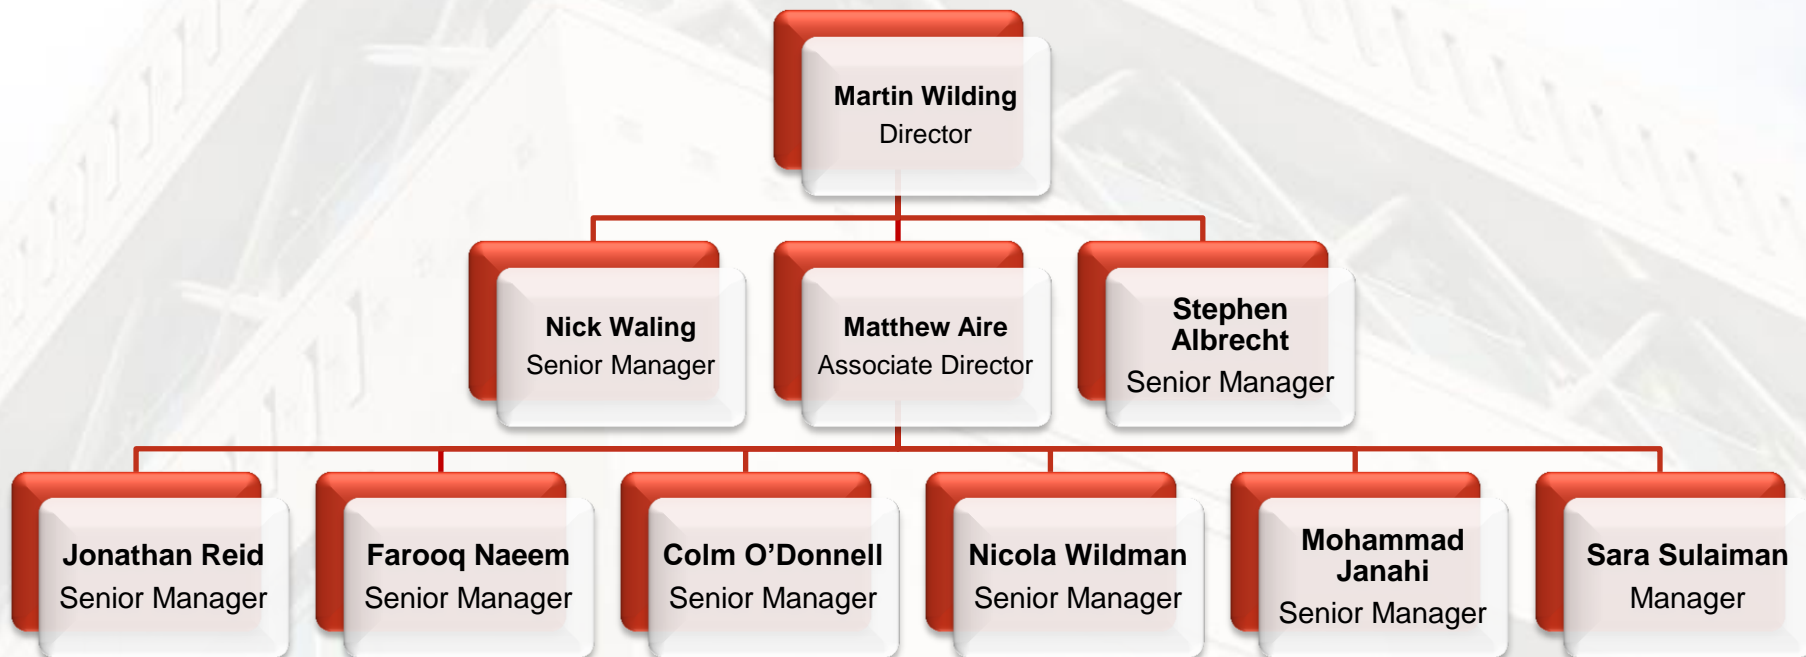 Martin Wilding
Director
Nick Waling
Senior Manager
Matthew Aire
Associate Director
Stephen
Albrecht
Senior Manager
Jonathan Reid
Senior Manager
Farooq Naeem
Senior Manager
Colm O’Donnell
Senior Manager
Nicola Wildman
Senior Manager
Mohammad
Janahi
Senior Manager
Sara Sulaiman
Manager